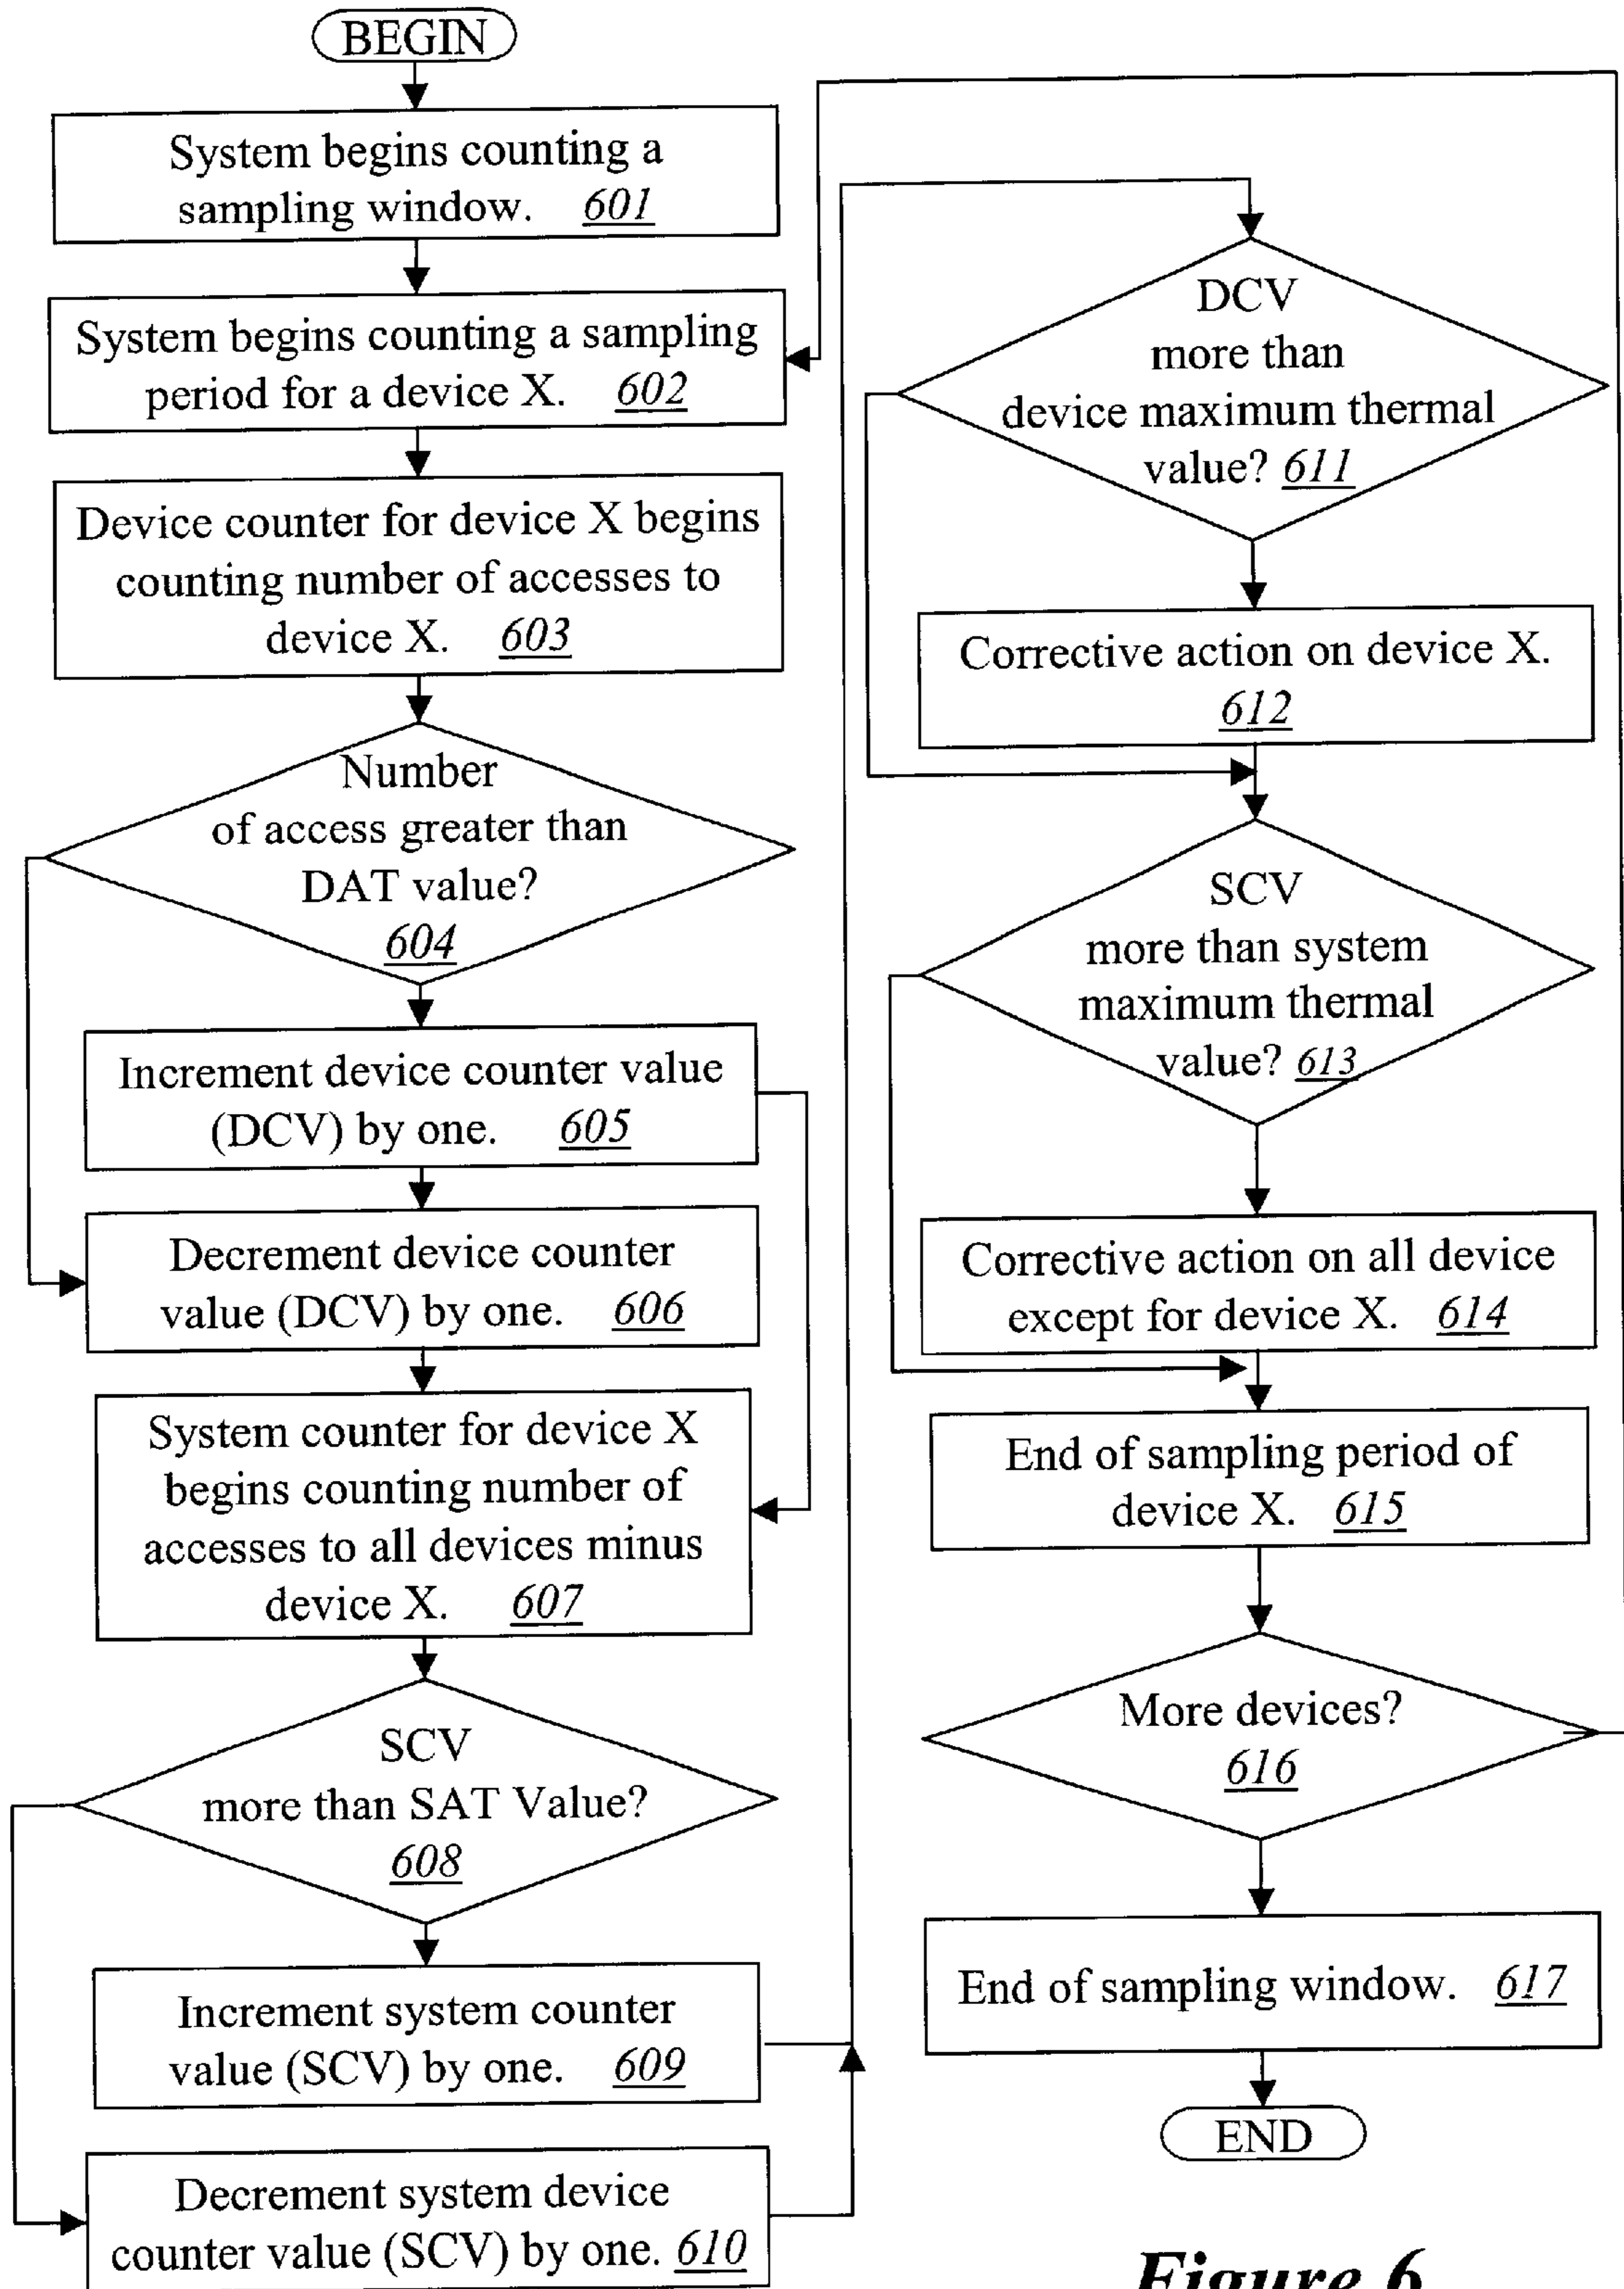 BEGIN
System begins counting a
sampling window. 601
System begins counting a sampling
period for a device X. 602
Device counter for device X begins
counting number of accesses to
device X. 603
Number
of access greater than
DAT value?
604
Increment device counter value
(DCV) by one. 605
Decrement device counter
value (DCV) by one. 606
System counter for device X
begins counting number of
accesses to all devices minus
device X. 607
SCV
more than SAT Value?
608
Increment system counter
value (SCV) by one. 609
Decrement system device
counter value (SCV) by one. 610
DCV
more than
device maximum thermal
value? 611
Corrective action on device X.
612
SCV
more than system
maximum thermal
value? 613
Corrective action on all device
except for device X. 614
End of sampling period of
device X. 615
More devices?
616
End of sampling window. 617
END
Figure 6